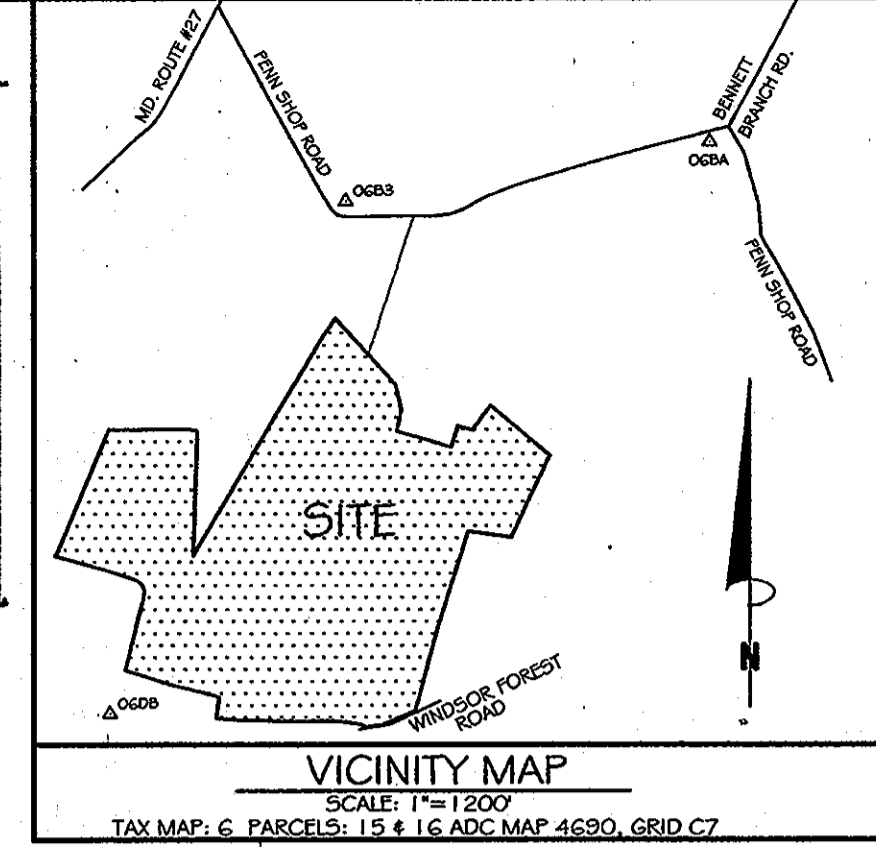 MD. ROUTE #27
PENN SHOP ROAD
BENNETT
BRANCH RD.
06B3
06BA
PENN SHOP ROAD
SITE
N
06DB
WINDSOR FOREST
ROAD
VICINITY MAP
SCALE: 1"=1200'
TAX MAP: 6 PARCELS: 15 & 16 ADC MAP 4690, GRID C7